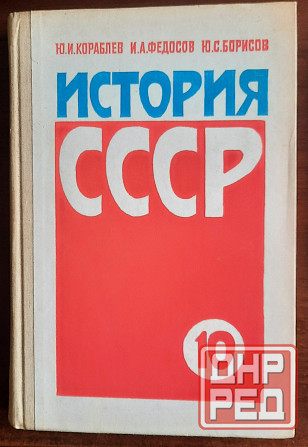 Ю.И.КОРАБЛЕВ И.А.ФЕДОСОВ Ю.С.БОРИСОВ
ИСТОРИЯ
СССР
10
ДНР
РЕД